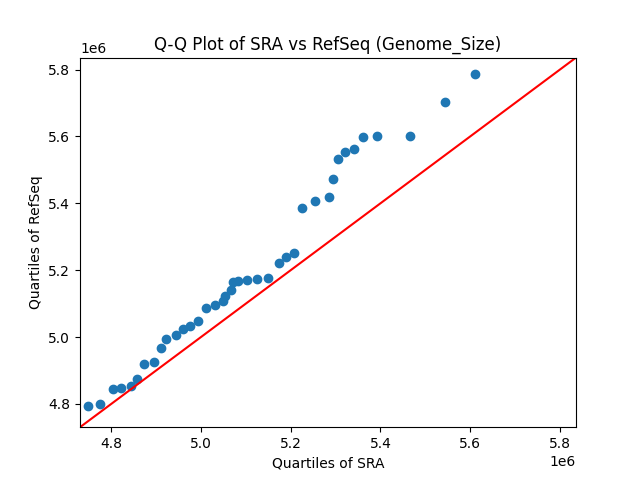 Q-Q Plot of SRA vs RefSeq (Genome_Size)
1e6
5.8
5.6
5.4
5.2
5.0
4.8
Quartiles of RefSeq
4.8 5.0 5.2 5.4 5.6 5.8
1e6
Quartiles of SRA